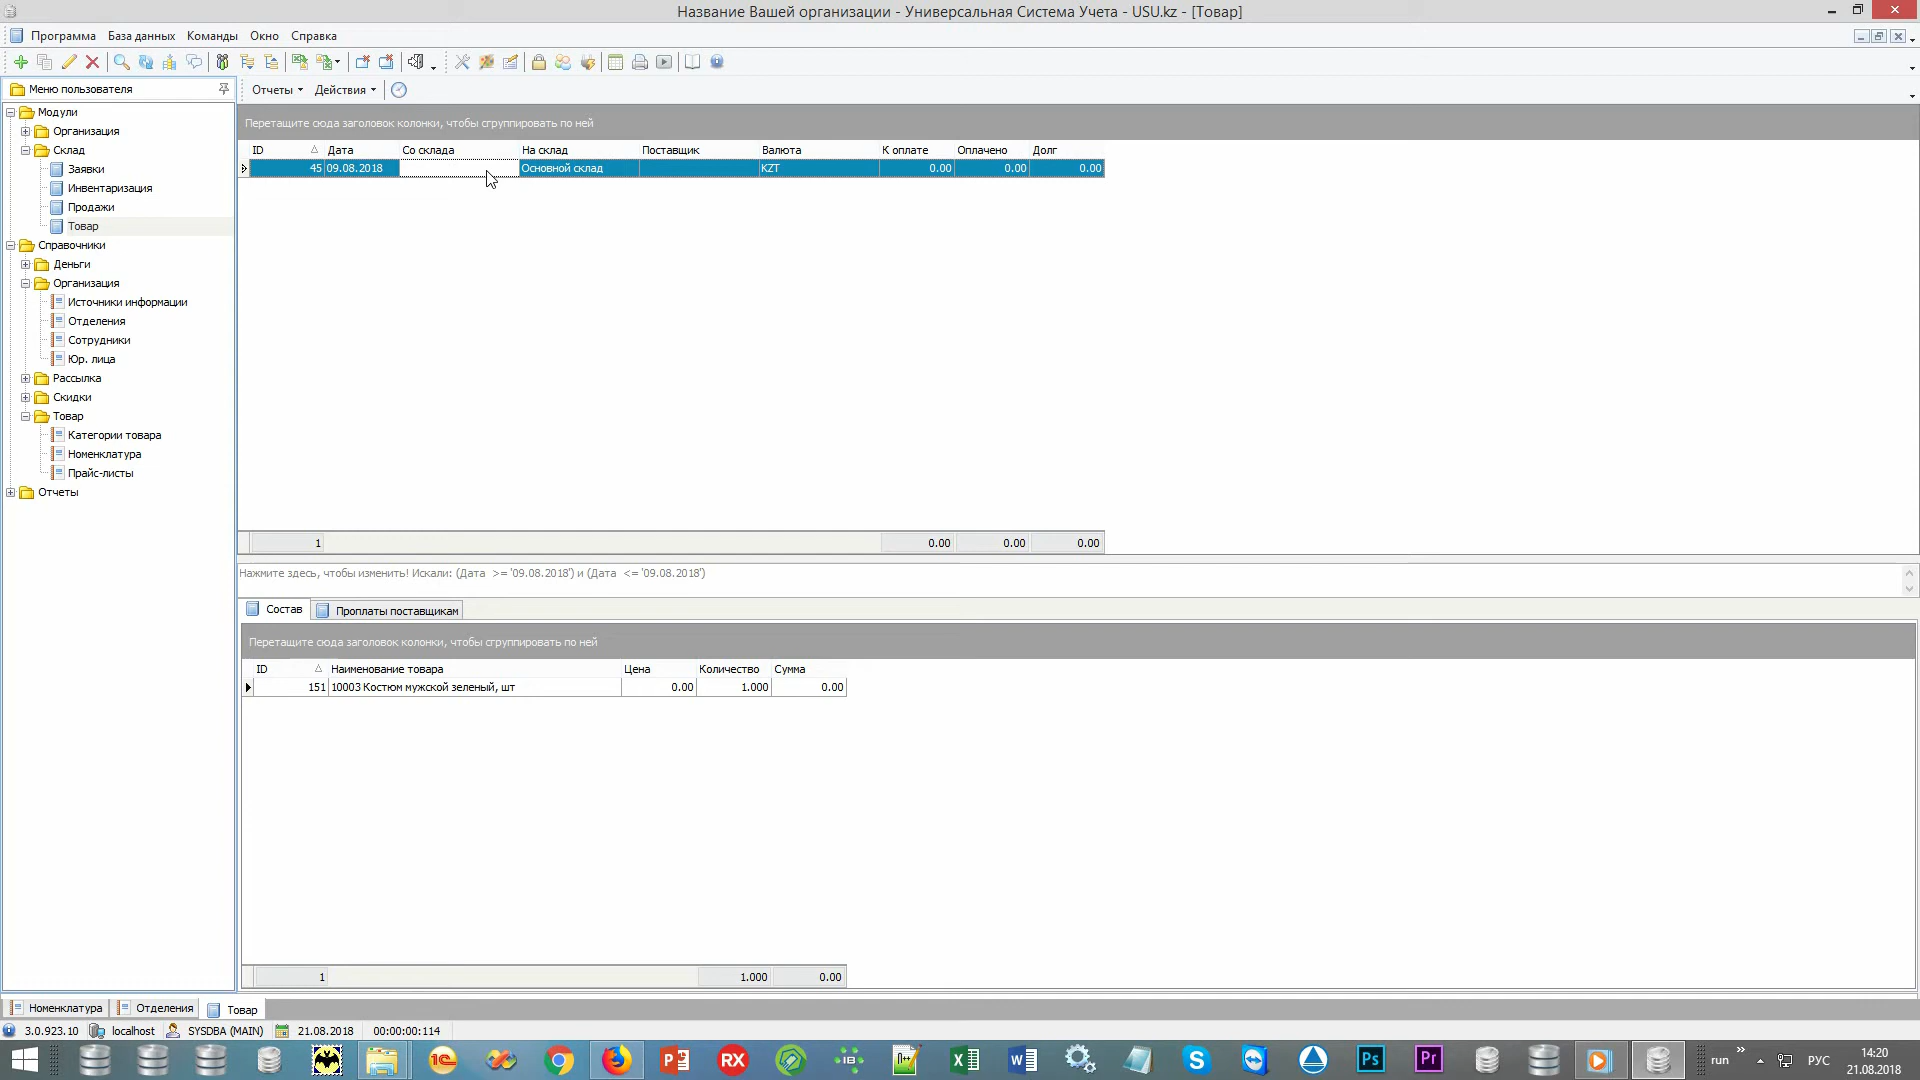 Название Вашей организации - Универсальная Система Учета - USU.kz - [Товар]
Программа База данных Команды Окно Справка
Меню пользователя
Отчеты Действия
Модули
Организация
Склад
Заявки
Инвентаризация
Продажи
Товар
Справочники
Деньги
Организация
Источники информации
Отделения
Сотрудники
Юр. лица
Рассылка
Скидки
Товар
Категории товара
Номенклатура
Прайс-листы
Отчеты
Перетащите сюда заголовок колонки, чтобы сгруппировать по ней
ID Дата Со склада На склад Поставщик Валюта К оплате Оплачено Долг
45 09.08.2018 Основной склад KZT 0.00 0.00 0.00
1 0.00 0.00 0.00
Нажмите здесь, чтобы изменить! Искали: (Дата >= '09.08.2018') и (Дата <= '09.08.2018')
Состав Проплаты поставщикам
Перетащите сюда заголовок колонки, чтобы сгруппировать по ней
ID Наименование товара Цена Количество Сумма
151 10003 Костюм мужской зеленый, шт 0.00 1.000 0.00
1 1.000 0.00
Номенклатура Отделения Товар
3.0.923.10 localhost SYSDBA (MAIN) 21.08.2018 00:00:00:114
RX IB Ps Pr run РУС 14:20
21.08.2018